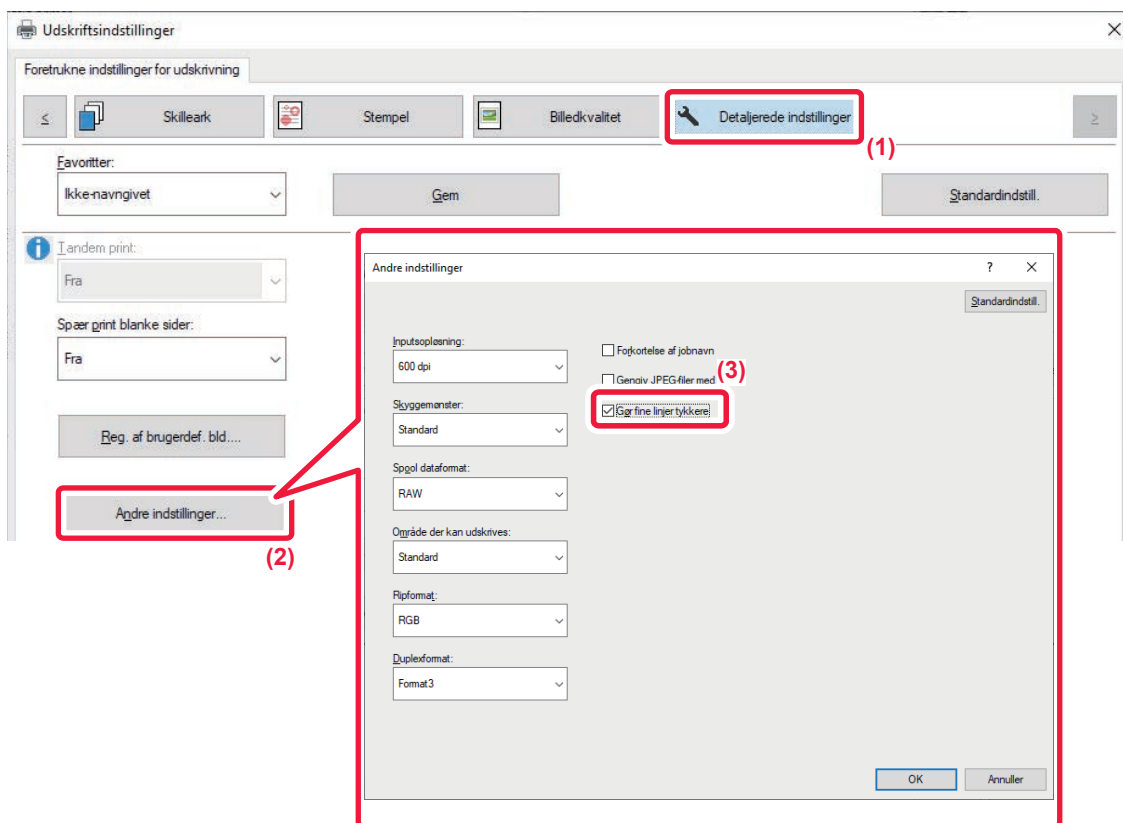 Udskriftsindstillinger
Foretrukne indstillinger for udskrivning
<
Skilleark
Stempel
Billedkvalitet
Detaljerede indstillinger
>
(1)
Favoritter:
Ikke-navngivet
Gem
Standardindstill.
Tandem print:
Fra
Spær print blanke sider:
Fra
Reg. af brugerdef. bld....
Andre indstillinger...
(2)
Andre indstillinger
?
Standardindstill.
Inputsopløsning:
600 dpi
Skyggemønster:
Standard
Spool dataformat:
RAW
Område der kan udskrives:
Standard
Ripformat:
RGB
Duplexformat:
Format3
Forkortelse af jobnavn
Gengiv JPEG-filer med
(3)
Gør fine linjer tykkere
OK
Annuller